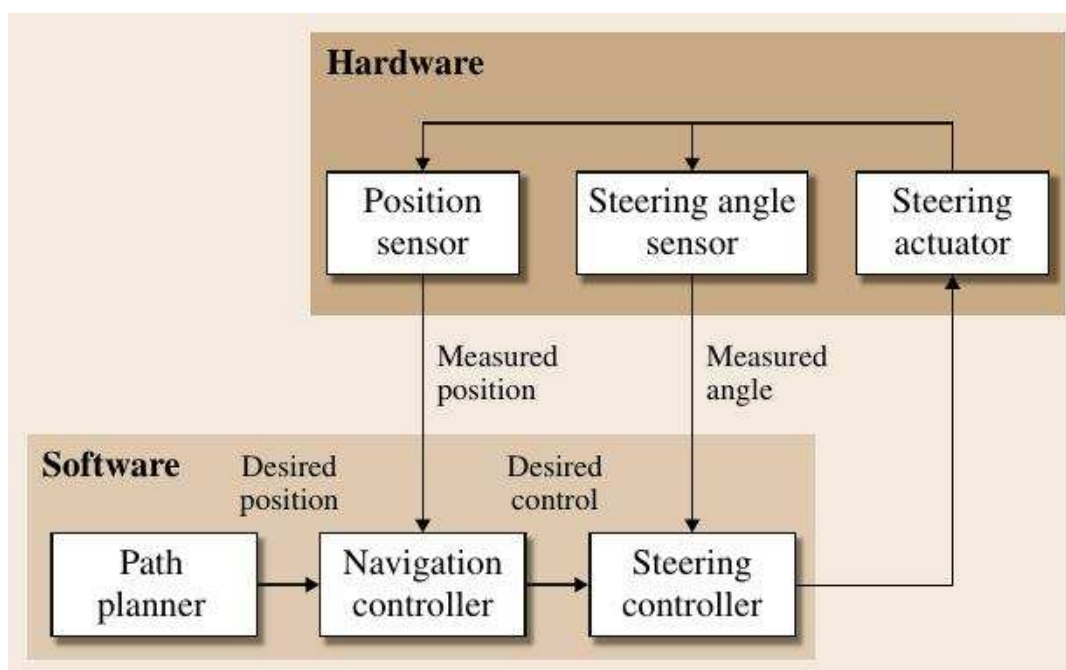 Hardware
Position
sensor
Steering angle
sensor
Steering
actuator
Measured
position
Measured
angle
Software
Desired
position
Desired
control
Path
planner
Navigation
controller
Steering
controller